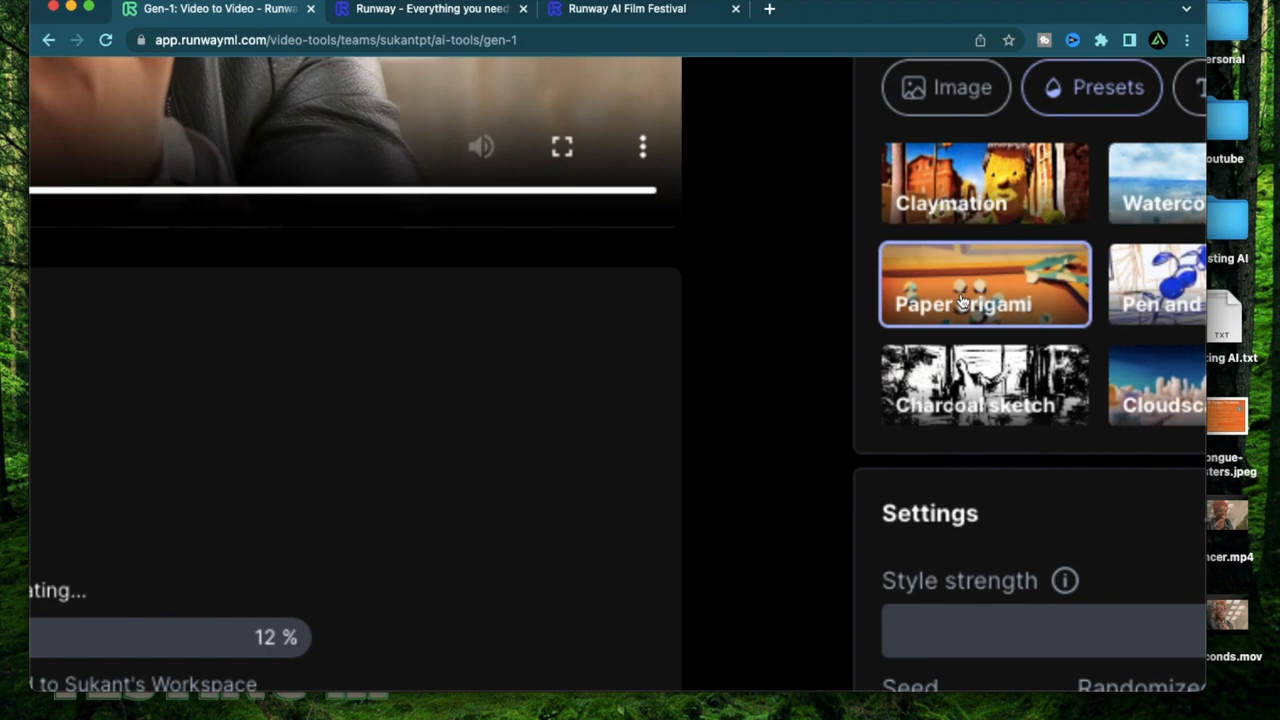 Gen-1: Video to Video - Runwa
Runway - Everything you need
Runway AI Film Festival
app.runwayml.com/video-tools/teams/sukantpt/ai-tools/gen-1
ersonal
Image
Presets
T
Claymation
Waterco
outube
Paper origami
Pen and
sting AI
TXT
ting AI.txt
Charcoal sketch
Cloudsc
ongue-
sters.jpeg
Settings
ncer.mp4
Style strength
ating...
12 %
conds.mov
d to Sukant's Workspace
Seed
Randomize